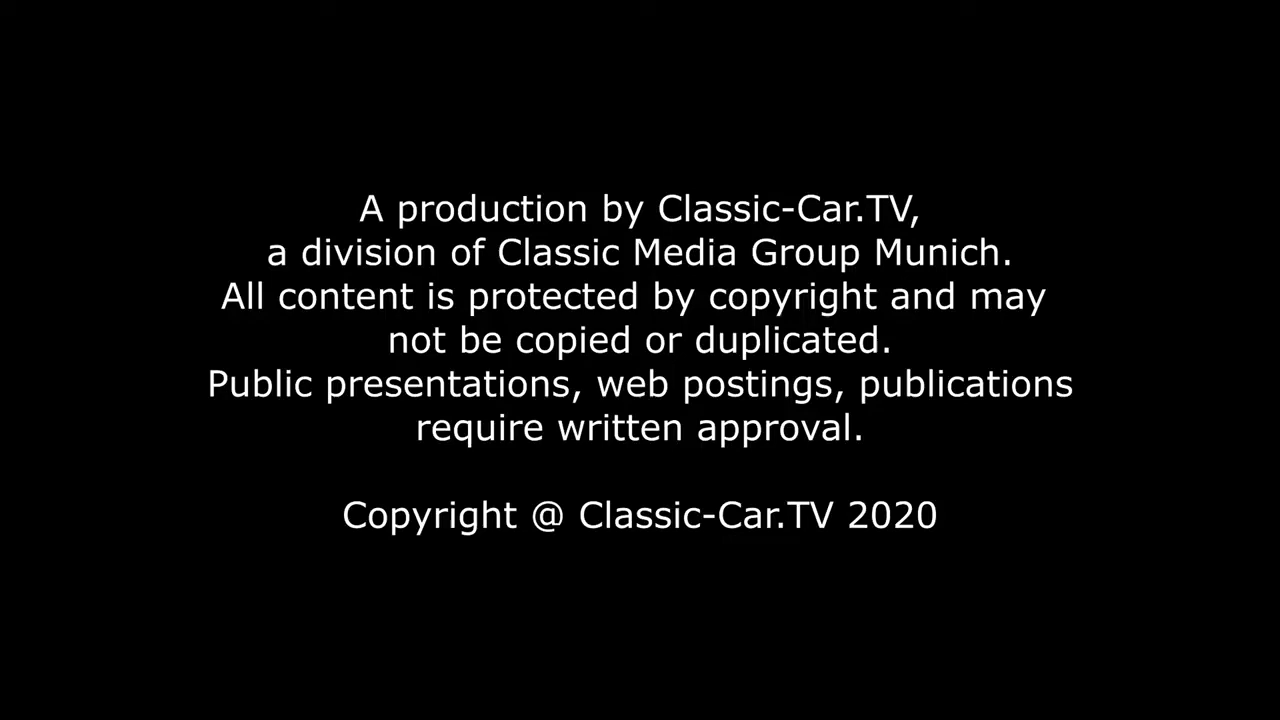 A production by Classic-Car.TV,
a division of Classic Media Group Munich.
All content is protected by copyright and may
not be copied or duplicated.
Public presentations, web postings, publications
require written approval.
Copyright @ Classic-Car.TV 2020